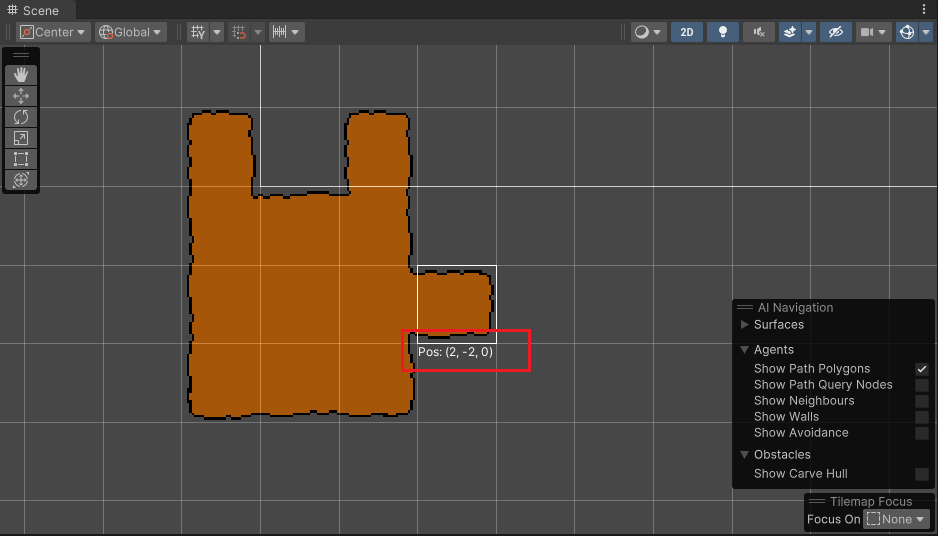 Scene
Center
Global
2D
Pos: (2, -2, 0)
AI Navigation
Surfaces
Agents
Show Path Polygons
Show Path Query Nodes
Show Neighbours
Show Walls
Show Avoidance
Obstacles
Show Carve Hull
Tilemap Focus
Focus On None